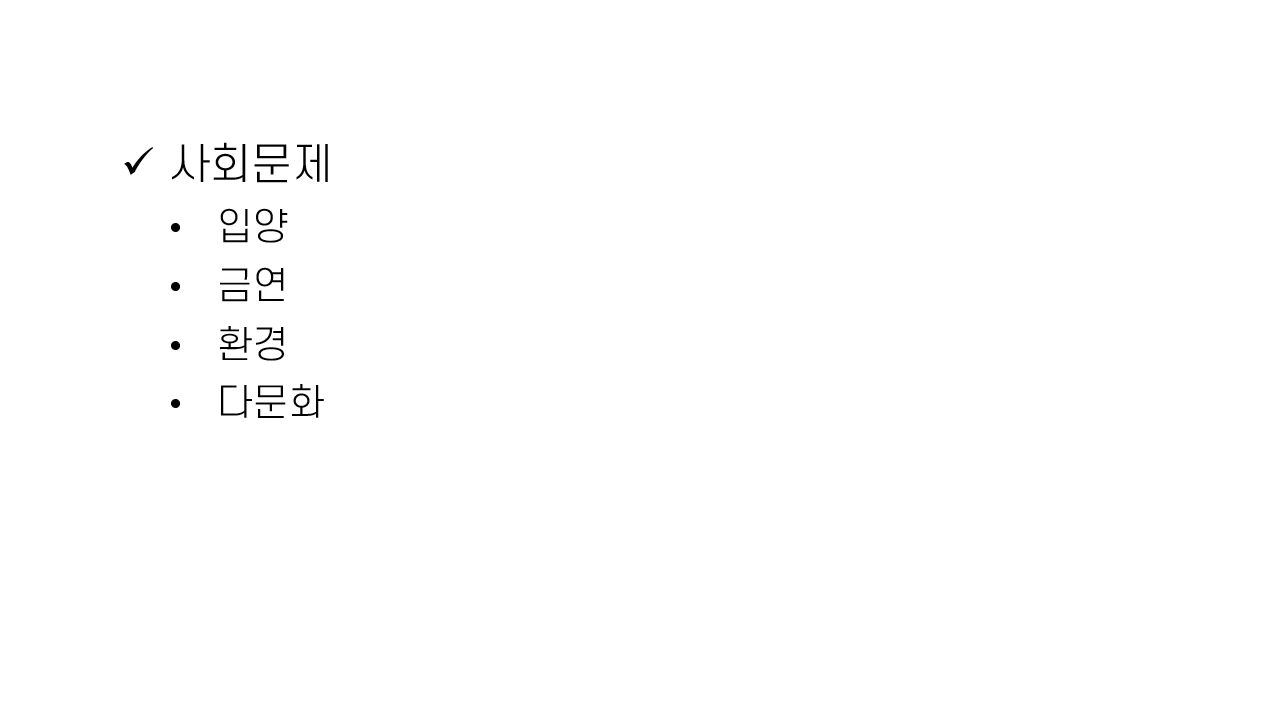 ✓ 사회문제
• 입양
• 금연
• 환경
• 다문화